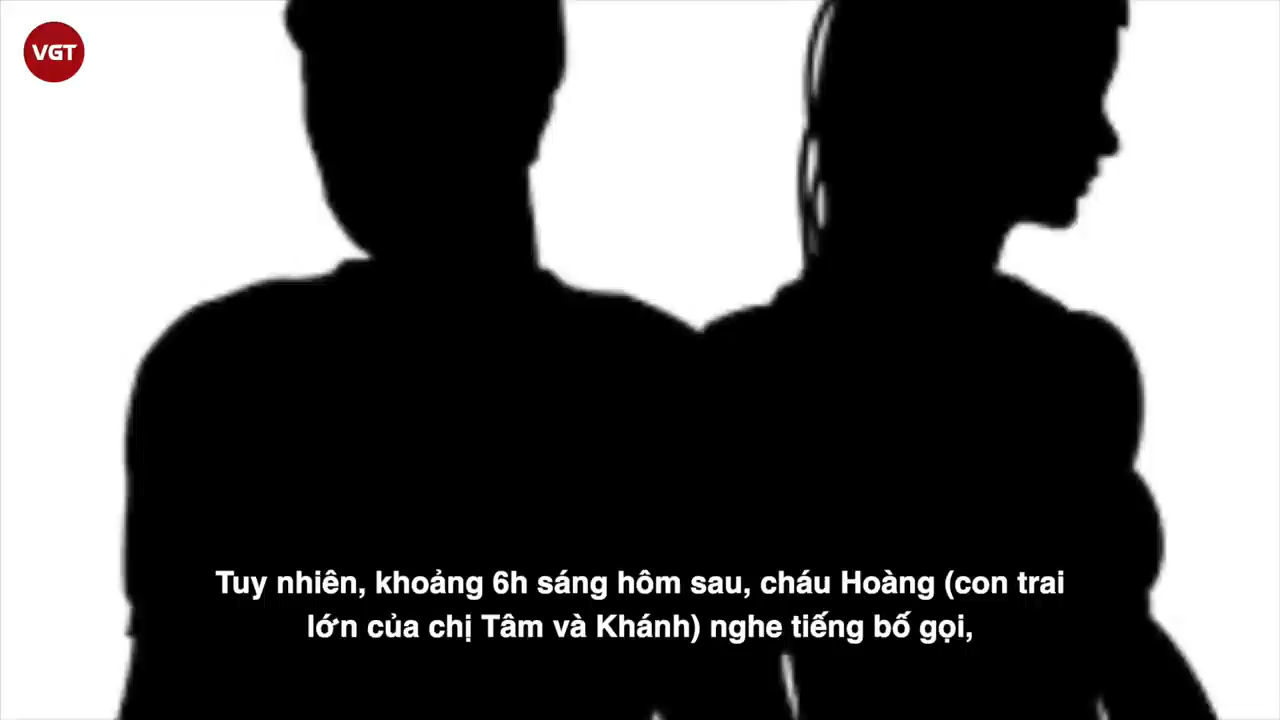 VGT
Tuy nhiên, khoảng 6h sáng hôm sau, cháu Hoàng (con trai
lớn của chị Tâm và Khánh) nghe tiếng bố gọi,